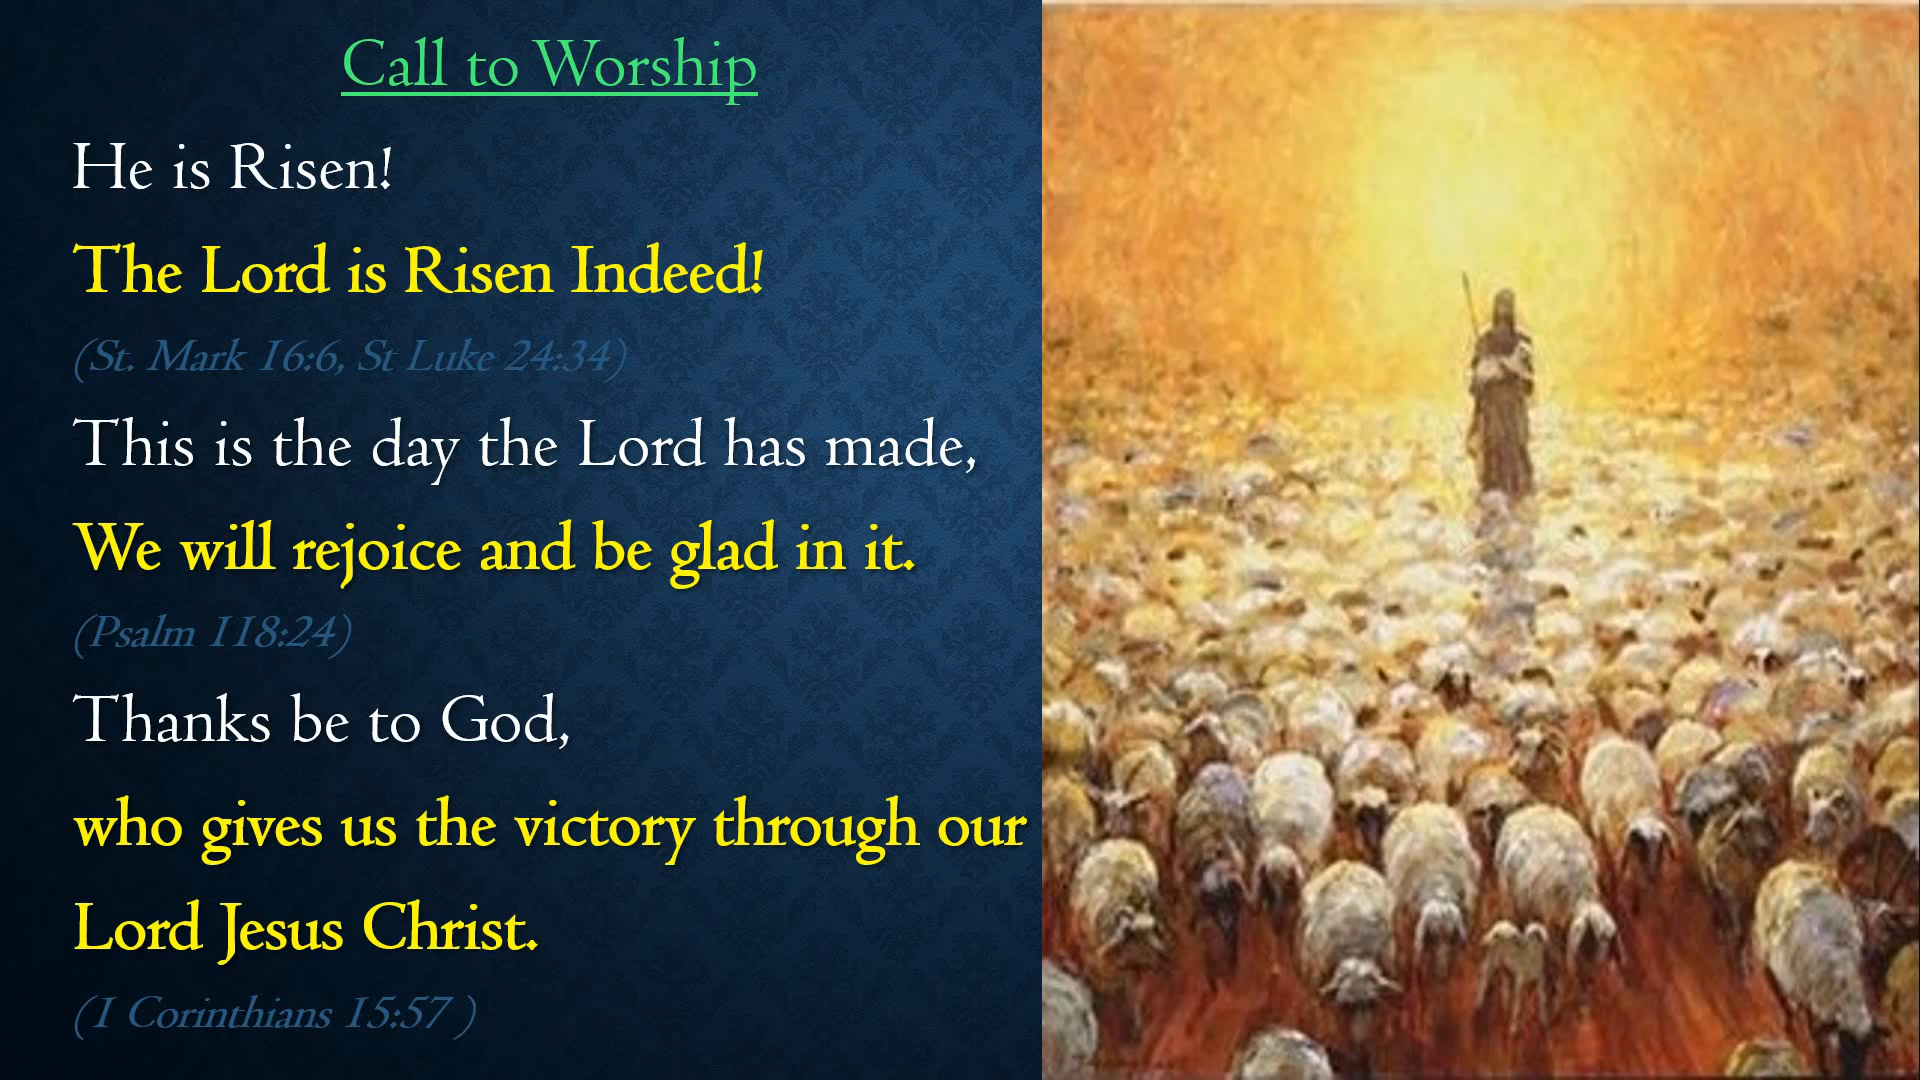 Call to Worship
He is Risen!
The Lord is Risen Indeed!
(St. Mark 16:6, St Luke 24:34)
This is the day the Lord has made,
We will rejoice and be glad in it.
(Psalm 118:24)
Thanks be to God,
who gives us the victory through our
Lord Jesus Christ.
(1 Corinthians 15:57 )